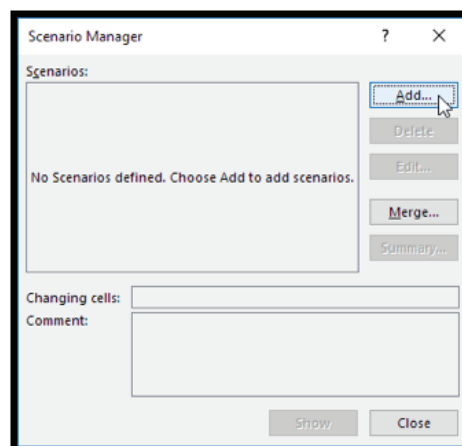 Scenario Manager ? ×
Scenarios:
Add...
Delete
No Scenarios defined. Choose Add to add scenarios.
Edit...
Merge...
Summary...
Changing cells:
Comment:
Show Close